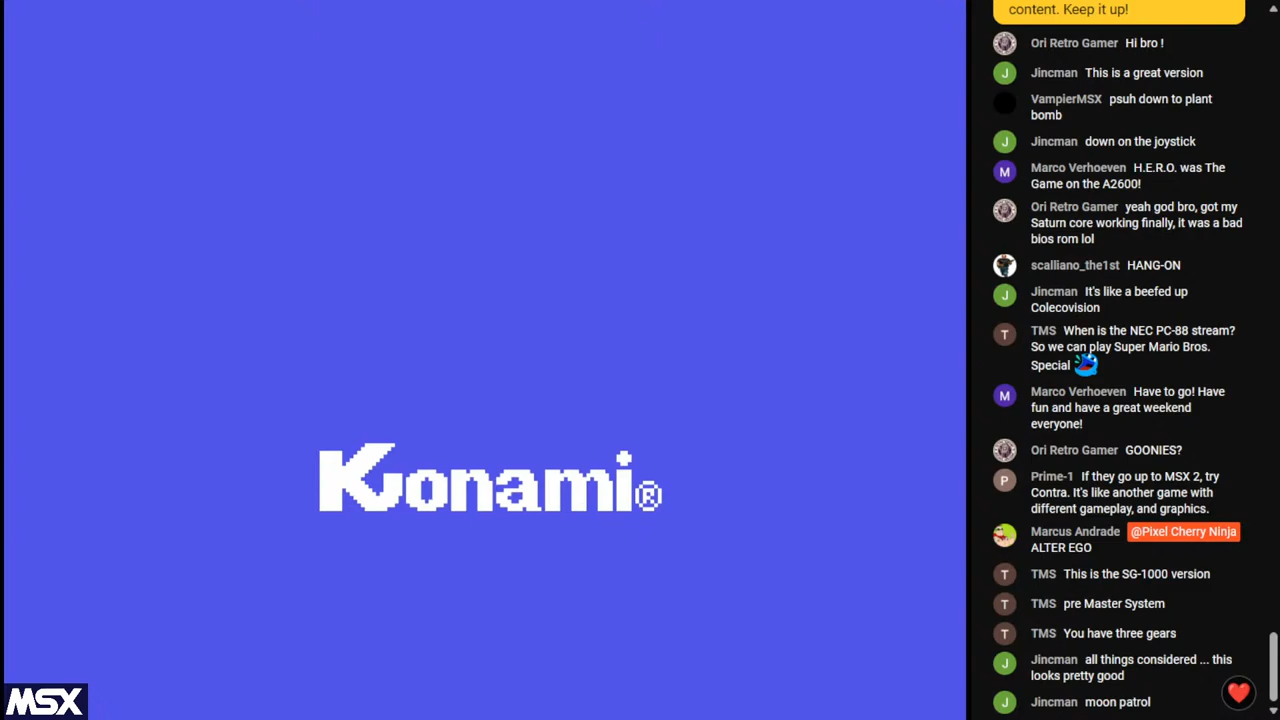 Konami®
MSX
content. Keep it up!
Ori Retro Gamer Hi bro !
J
Jincman This is a great version
VampierMSX psuh down to plant
bomb
J
Jincman down on the joystick
M
Marco Verhoeven H.E.R.O. was The
Game on the A2600!
Ori Retro Gamer yeah god bro, got my
Saturn core working finally, it was a bad
bios rom lol
scalliano_the1st HANG-ON
J
Jincman It's like a beefed up
Colecovision
T
TMS When is the NEC PC-88 stream?
So we can play Super Mario Bros.
Special
M
Marco Verhoeven Have to go! Have
fun and have a great weekend
everyone!
Ori Retro Gamer GOONIES?
P
Prime-1 If they go up to MSX 2, try
Contra. It's like another game with
different gameplay, and graphics.
Marcus Andrade @Pixel Cherry Ninja
ALTER EGO
T
TMS This is the SG-1000 version
T
TMS pre Master System
T
TMS You have three gears
J
Jincman all things considered ... this
looks pretty good
J
Jincman moon patrol